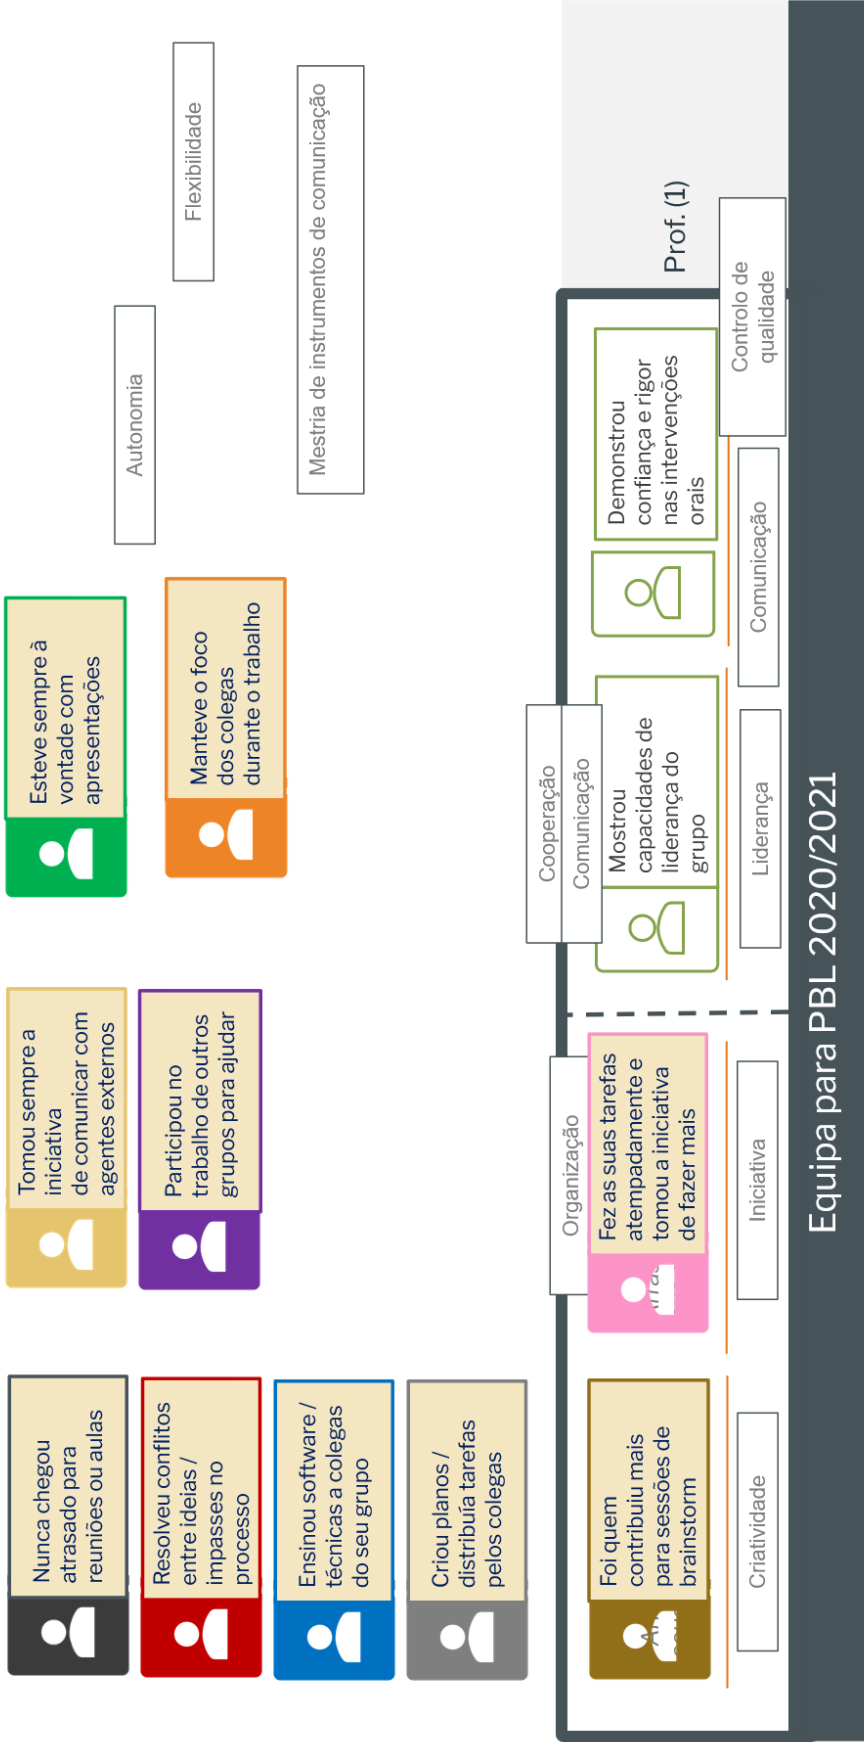 Nunca chegou
atrasado para
reuniões ou aulas
Tomou sempre a
iniciativa
de comunicar com
agentes externos
Esteve sempre à
vontade com
apresentações
Autonomia
Flexibilidade
Resolveu conflitos
entre ideias /
impasses no
processo
Participou no
trabalho de outros
grupos para ajudar
Manteve o foco
dos colegas
durante o trabalho
Mestria de instrumentos de comunicação
Ensinou software /
técnicas a colegas
do seu grupo
Criou planos /
distribuía tarefas
pelos colegas
Organização
Cooperação
Comunicação
Foi quem
contribuiu mais
para sessões de
brainstorm
Fez as suas tarefas
atempadamente e
tomou a iniciativa
de fazer mais
Mostrou
capacidades de
liderança do
grupo
Demonstrou
confiança e rigor
nas intervenções
orais
Prof. (1)
Criatividade
Iniciativa
Liderança
Comunicação
Controlo de
qualidade
Equipa para PBL 2020/2021